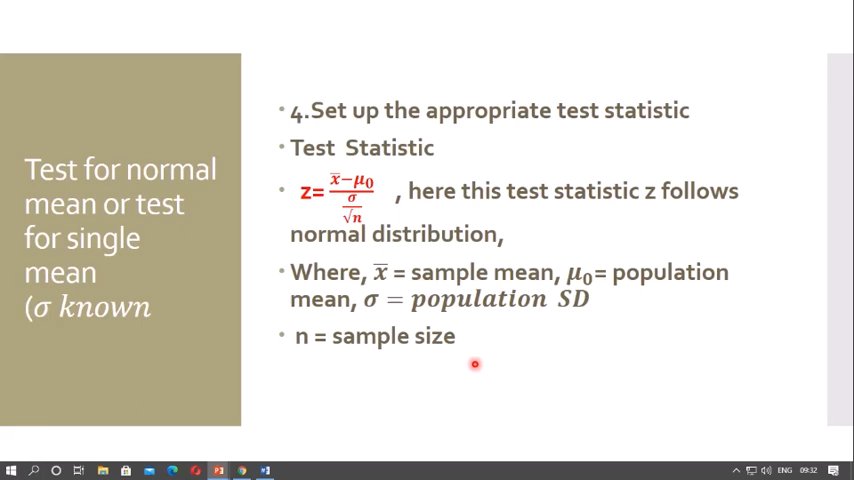 Test for normal
mean or test
for single
mean
(σ known
• 4.Set up the appropriate test statistic
• Test Statistic
• z= (x̄−μ₀)/(σ/√n) , here this test statistic z follows
normal distribution,
• Where, x̄ = sample mean, μ₀= population
mean, σ = population SD
• n = sample size
ENG
09:32